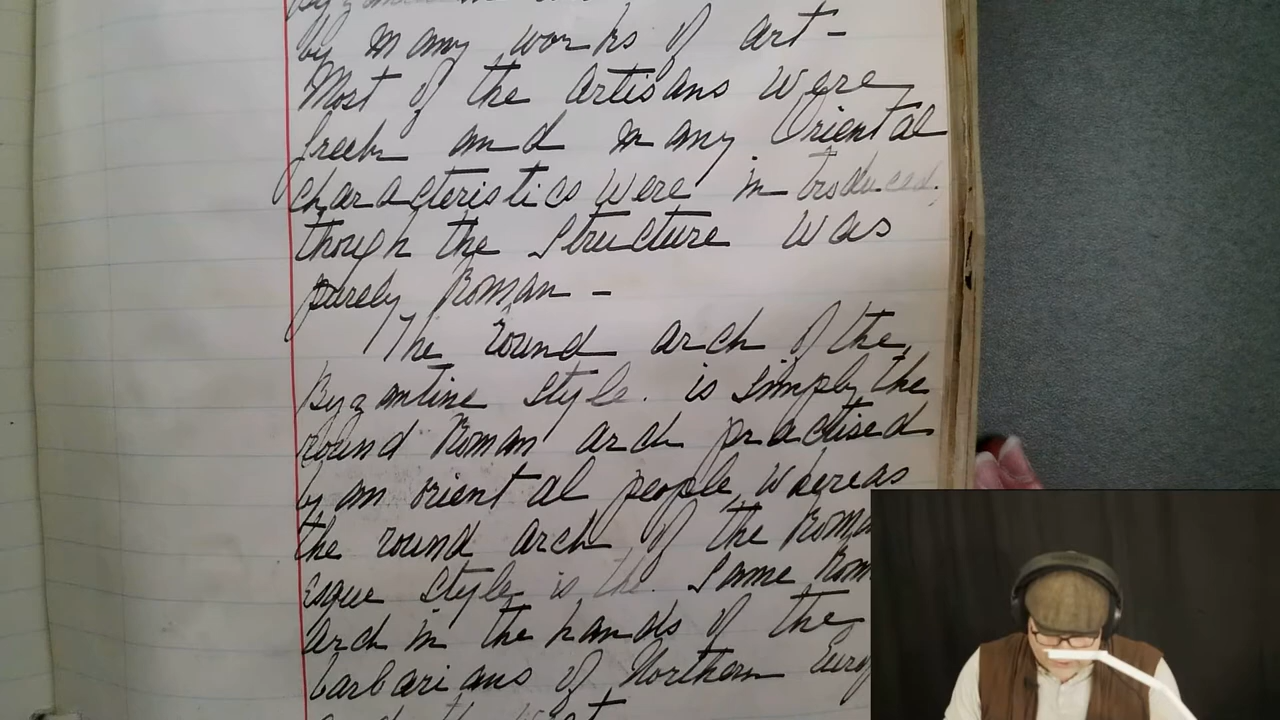 by many works of art -
Most of the artisans were
Greek and many Oriental
characteristics were introduced,
though the structure was
purely Roman -
The round arch of the
Byzantine style. is simply the
round Roman arch practised
by an oriental people, whereas
the round arch of the Roman
esque style is the. same Rom
arch in the hands of the
barbarians of Northern Euro